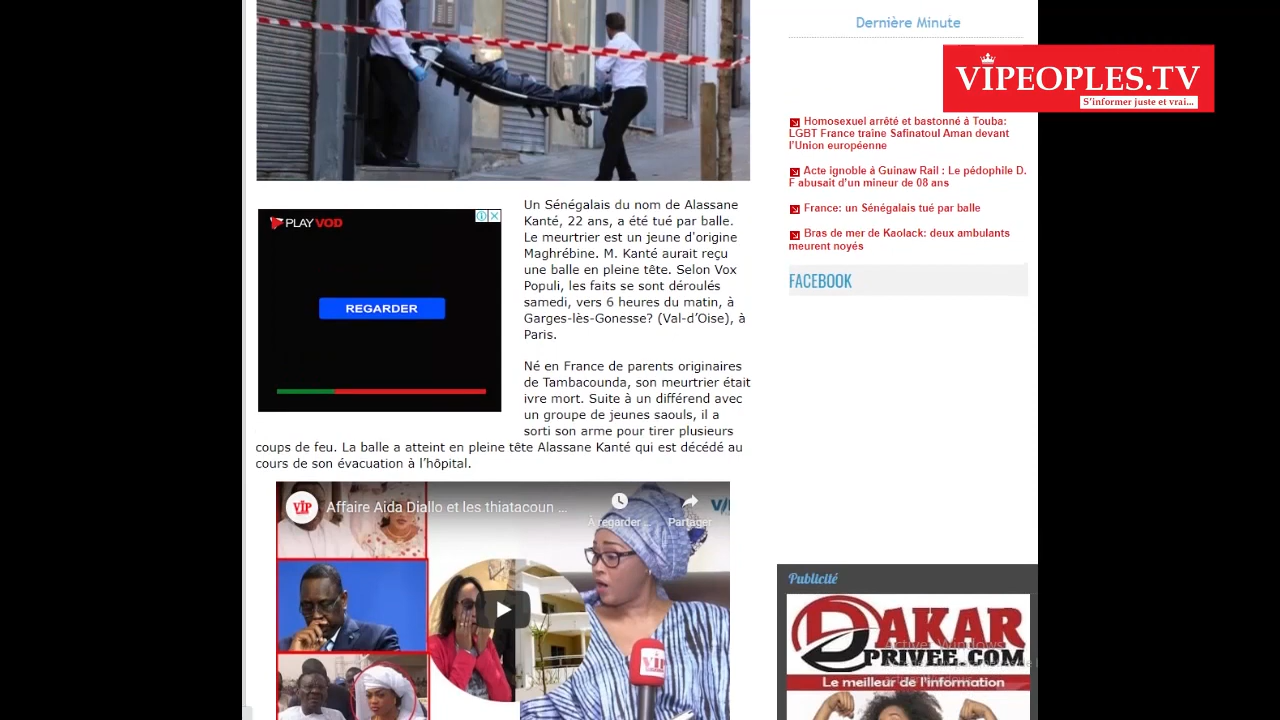 Dernière Minute
VIPEOPLES.TV
S'informer juste et vrai...
Homosexuel arrêté et bastonné à Touba:
LGBT France traîne Safinatoul Aman devant
l'Union européenne
Acte ignoble à Guinaw Rail : Le pédophile D.
F abusait d'un mineur de 08 ans
France: un Sénégalais tué par balle
Bras de mer de Kaolack: deux ambulants
meurent noyés
FACEBOOK
PLAY VOD
REGARDER
Un Sénégalais du nom de Alassane
Kanté, 22 ans, a été tué par balle.
Le meurtrier est un jeune d'origine
Maghrébine. M. Kanté aurait reçu
une balle en pleine tête. Selon Vox
Populi, les faits se sont déroulés
samedi, vers 6 heures du matin, à
Garges-lès-Gonesse? (Val-d'Oise), à
Paris.
Né en France de parents originaires
de Tambacounda, son meurtrier était
ivre mort. Suite à un différend avec
un groupe de jeunes saouls, il a
sorti son arme pour tirer plusieurs
coups de feu. La balle a atteint en pleine tête Alassane Kanté qui est décédé au
cours de son évacuation à l'hôpital.
VIP
Affaire Aida Diallo et les thiatacoun ...
À regarder ...
Partager
VIP
Publicité
DAKAR
PRIVEE.COM
Le meilleur de l'information
Activer Windows